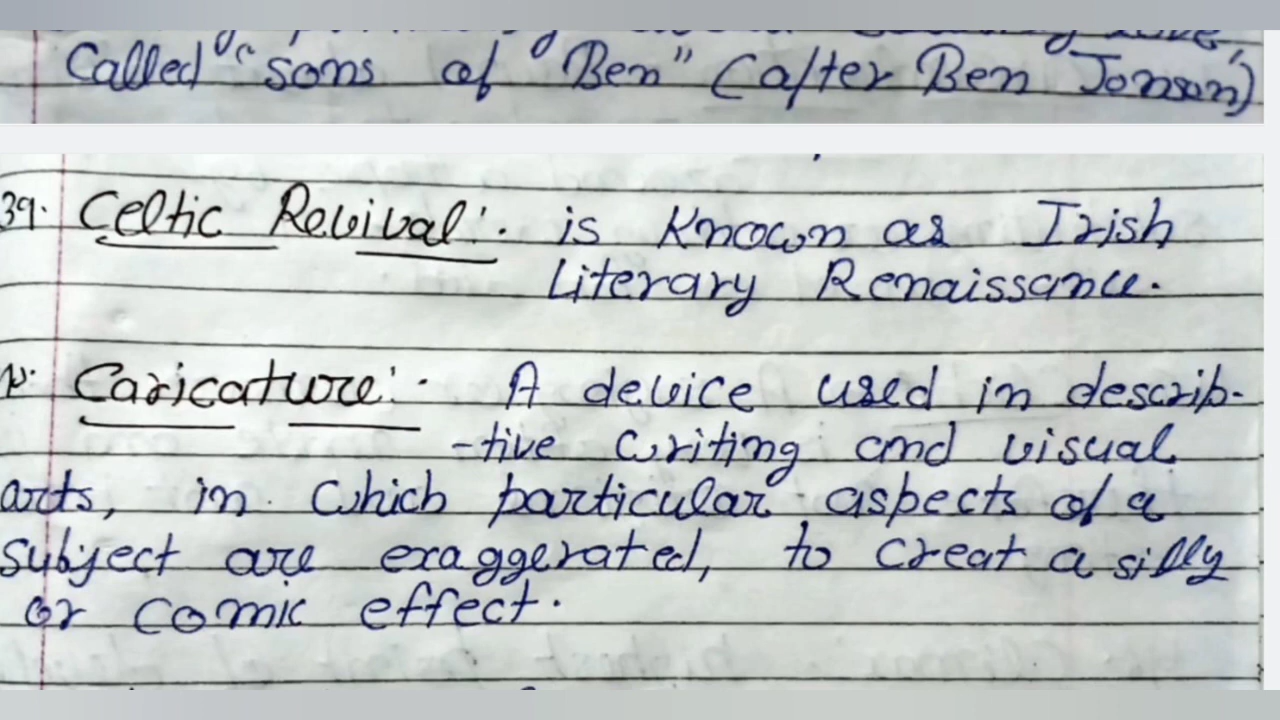 Called "sons of "Ben" (after Ben Jonson)
39. Celtic Revival:. is known as Irish
Literary Renaissance.
Caricature:. A device used in describ-
-tive writing and visual
arts, in which particular aspects of a
subject are exaggerated, to creat a silly
or comic effect.